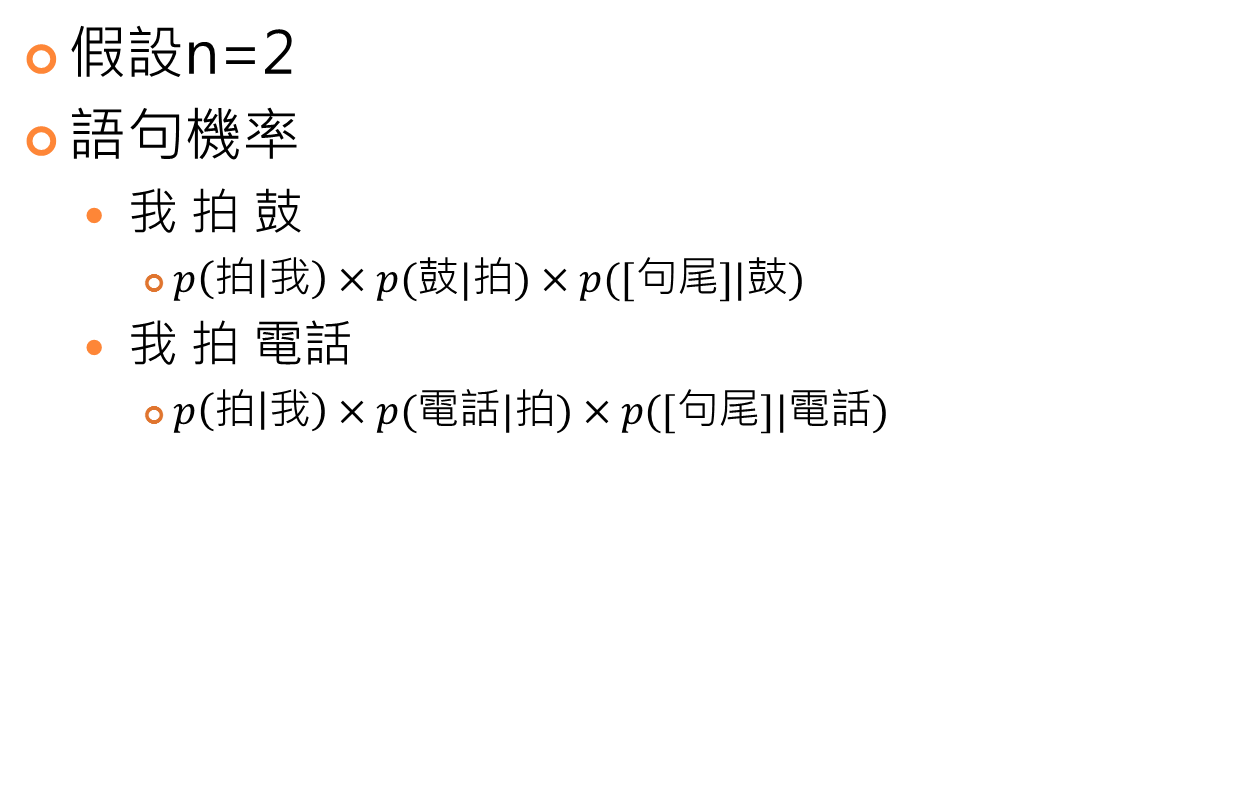 假設n=2
語句機率
我 拍 鼓
p(拍|我) × p(鼓|拍) × p([句尾]|鼓)
我 拍 電話
p(拍|我) × p(電話|拍) × p([句尾]|電話)